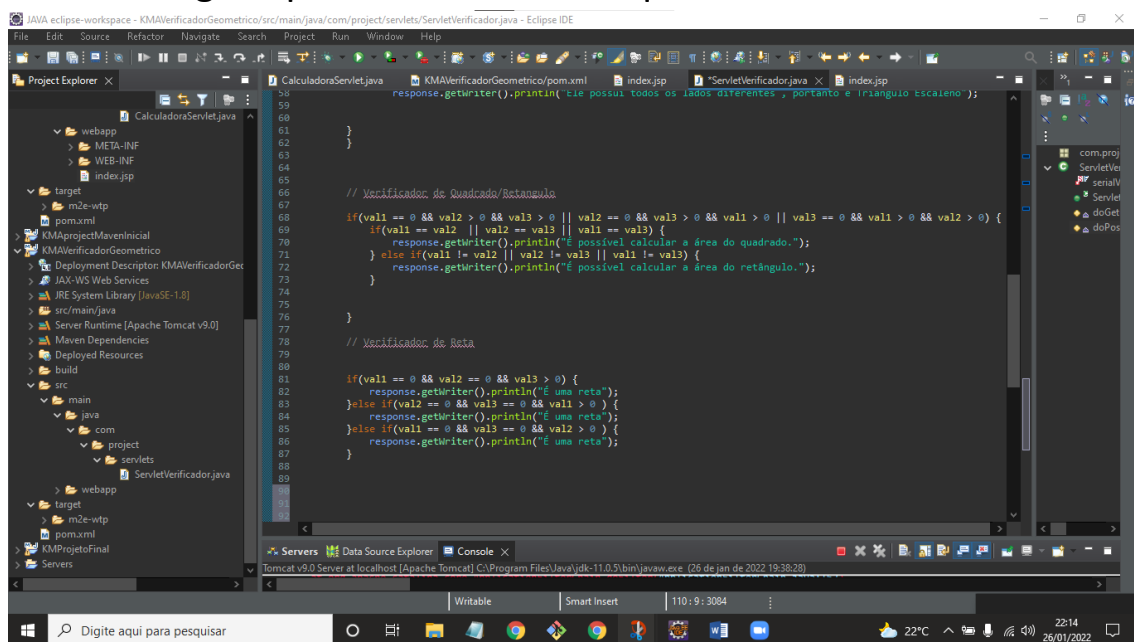 JAVA eclipse-workspace - KMAVerificadorGeometrico/src/main/java/com/project/servlets/ServletVerificador.java - Eclipse IDE
File Edit Source Refactor Navigate Search Project Run Window Help
Project Explorer
CalculadoraServlet.java
webapp
META-INF
WEB-INF
index.jsp
target
m2e-wtp
pom.xml
KMAprojectMavenInicial
KMAVerificadorGeometrico
Deployment Descriptor: KMAVerificadorGeo
JAX-WS Web Services
JRE System Library [JavaSE-1.8]
src/main/java
Server Runtime [Apache Tomcat v9.0]
Maven Dependencies
Deployed Resources
build
src
main
java
com
project
servlets
ServletVerificador.java
webapp
target
m2e-wtp
pom.xml
KMProjetoFinal
Servers
CalculadoraServlet.java KMAVerificadorGeometrico/pom.xml index.jsp *ServletVerificador.java index.jsp
58 response.getWriter().println("Ele possui todos os lados diferentes , portanto é Triangulo Escaleno");
59
60
61 }
62 }
63
64
65
66 // Verificador de Quadrado/Retangulo
67
68 if(val1 == 0 && val2 > 0 && val3 > 0 || val2 == 0 && val3 > 0 && val1 > 0 || val3 == 0 && val1 > 0 && val2 > 0) {
69 if(val1 == val2 || val2 == val3 || val1 == val3) {
70 response.getWriter().println("É possível calcular a área do quadrado.");
71 } else if(val1 != val2 || val2 != val3 || val1 != val3) {
72 response.getWriter().println("É possível calcular a área do retângulo.");
73 }
74
75
76 }
77
78 // Verificador de Reta
79
80
81 if(val1 == 0 && val2 == 0 && val3 > 0) {
82 response.getWriter().println("É uma reta");
83 }else if(val2 == 0 && val3 == 0 && val1 > 0 ) {
84 response.getWriter().println("É uma reta");
85 }else if(val1 == 0 && val3 == 0 && val2 > 0 ) {
86 response.getWriter().println("É uma reta");
87 }
88
89
90
91
92
com.proj
ServletVer
serialV
Servlet
doGet
doPos
Servers Data Source Explorer Console
Tomcat v9.0 Server at localhost [Apache Tomcat] C:\Program Files\Java\jdk-11.0.5\bin\javaw.exe (26 de jan de 2022 19:38:28)
Writable Smart Insert 110 : 9 : 3084
Digite aqui para pesquisar
22°C
22:14
26/01/2022